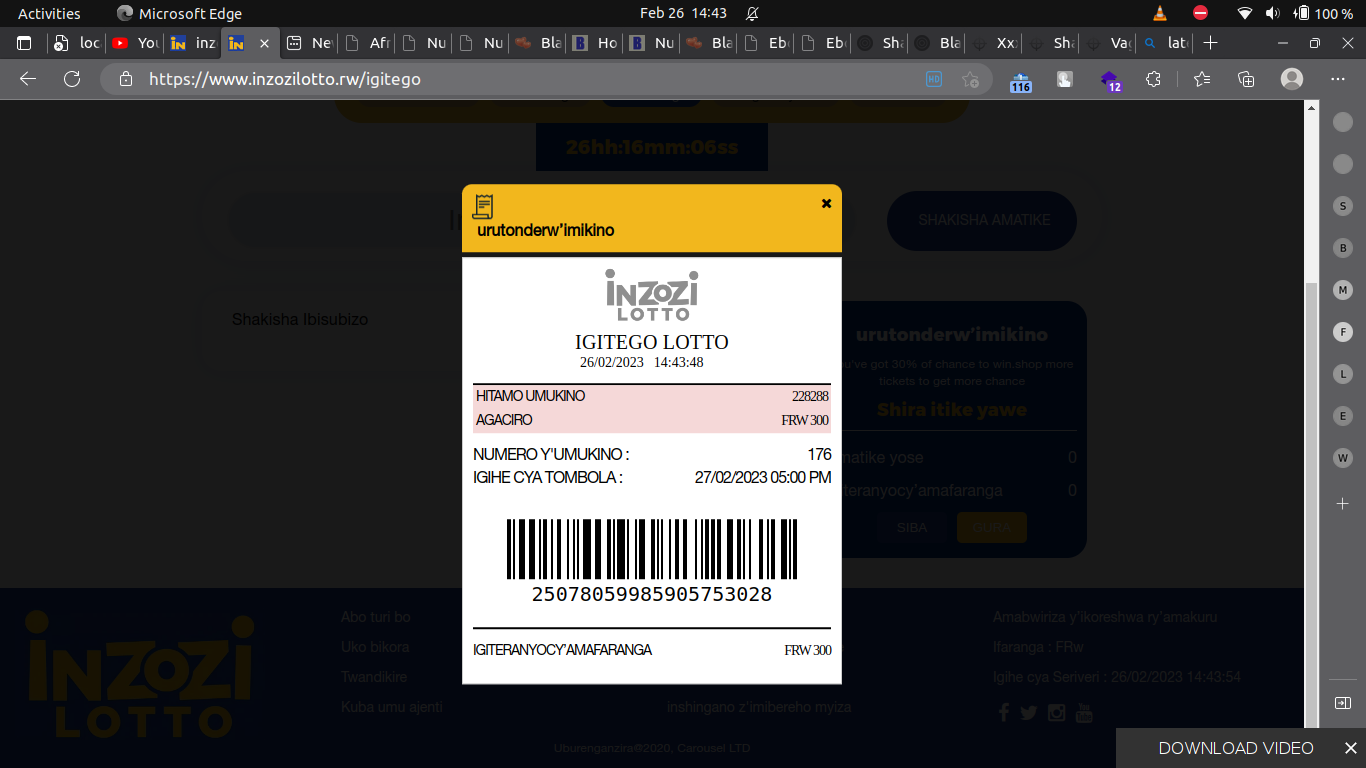 Activities
Microsoft Edge
Feb 26 14:43
100 %
loc
You
inz
Nev
Afr
Nu
Nu
Bla
Ho
Nu
Bla
Ebo
Ebo
Sha
Bla
Xx
Sha
Vag
lat
https://www.inzozilotto.rw/igitego
HD
116
12
26hh:16mm:06ss
SHAKISHA AMATIKE
urutonderw'imikino
Shakisha Ibisubizo
iNZOZi
LOTTO
IGITEGO LOTTO
26/02/2023 14:43:48
HITAMO UMUKINO 228288
AGACIRO FRW 300
NUMERO Y'UMUKINO : 176
IGIHE CYA TOMBOLA : 27/02/2023 05:00 PM
25078059985905753028
IGITERANYOCY'AMAFARANGA FRW 300
urutonderw'imikino
u've got 30% of chance to win.shop more
tickets to get more chance
Shira itike yawe
matike yose 0
iteranyocy'amafaranga 0
SIBA
GURA
S
B
M
F
L
E
W
iNZOZi
LOTTO
Abo turi bo
Uko bikora
Twandikire
Kuba umu ajenti
inshingano z'imibereho myiza
Amabwiriza y'ikoreshwa ry'amakuru
Ifaranga : FRw
Igihe cya Seriveri : 26/02/2023 14:43:54
Uburenganzira@2020. Carousel LTD
DOWNLOAD VIDEO